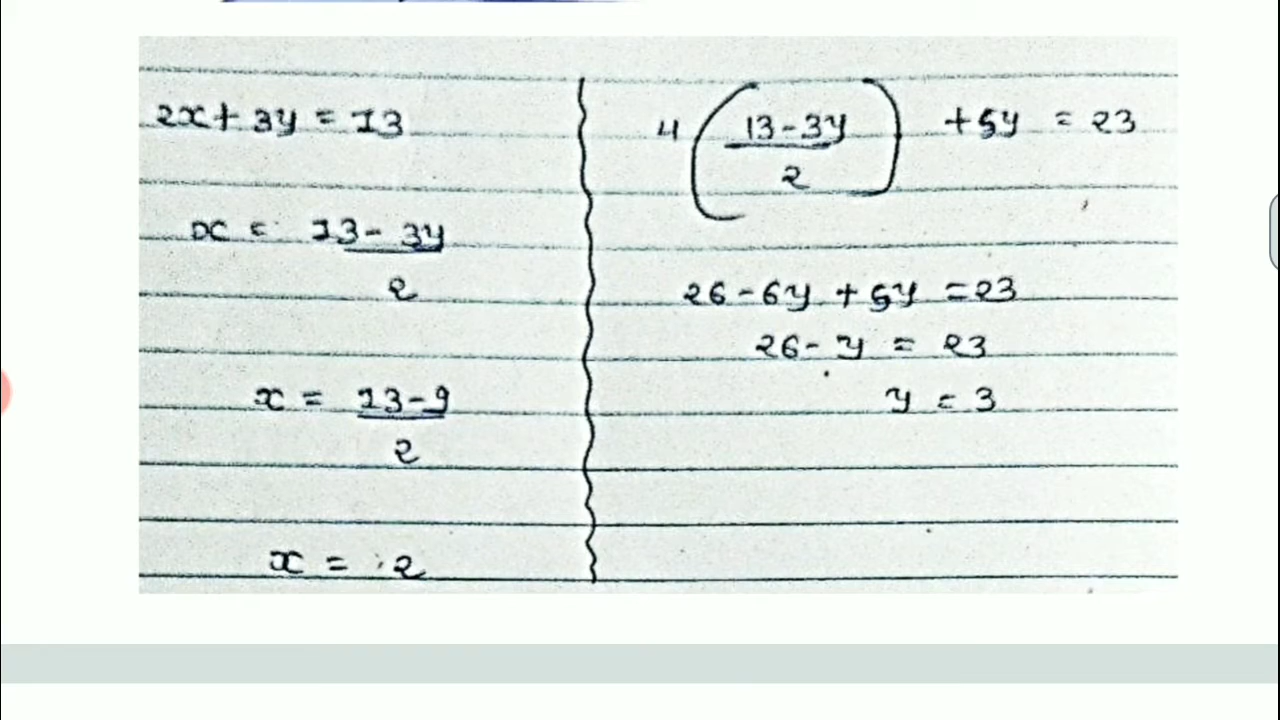 2x + 3y = 13
x = 13 - 3y
2
x = 13 - 9
2
x = 2
4 ( 13 - 3y ) + 5y = 23
2
26 - 6y + 5y = 23
26 - y = 23
y = 3